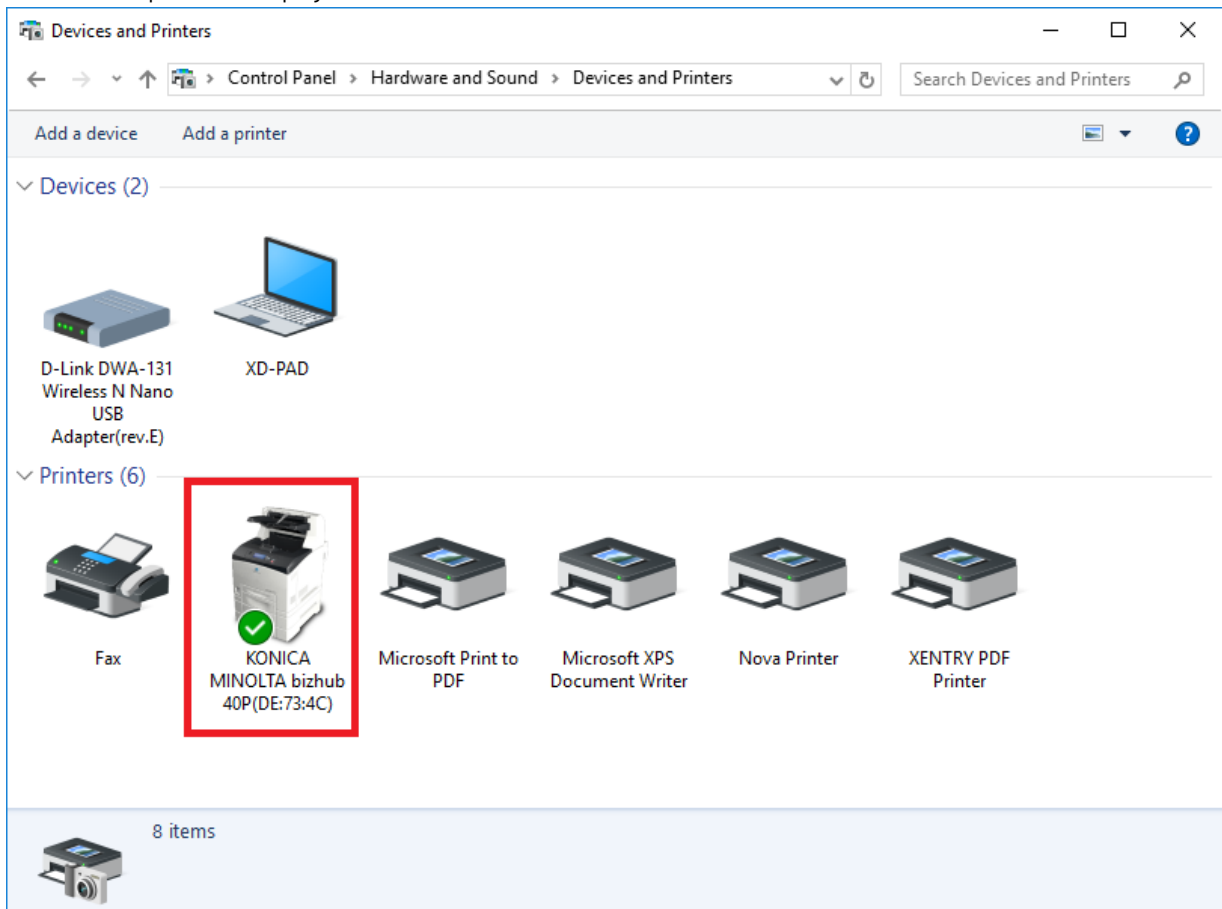 Devices and Printers
Control Panel > Hardware and Sound > Devices and Printers
Search Devices and Printers
Add a device Add a printer
Devices (2)
D-Link DWA-131
Wireless N Nano
USB
Adapter(rev.E)
XD-PAD
Printers (6)
Fax
KONICA
MINOLTA bizhub
40P(DE:73:4C)
Microsoft Print to
PDF
Microsoft XPS
Document Writer
Nova Printer
XENTRY PDF
Printer
8 items